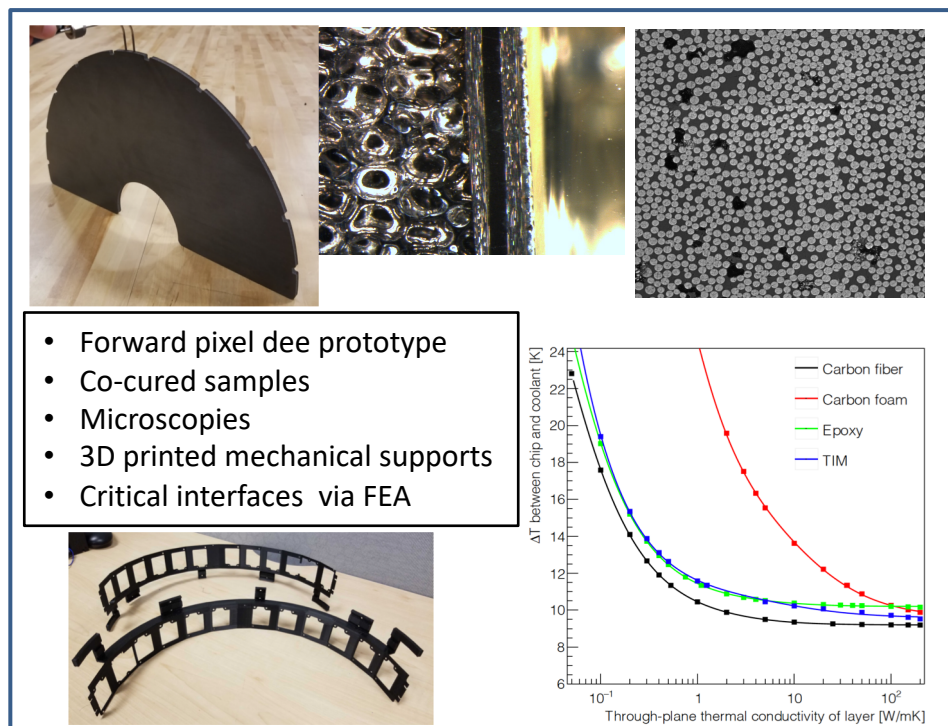 • Forward pixel dee prototype
• Co-cured samples
• Microscopies
• 3D printed mechanical supports
• Critical interfaces  via FEA
ΔT between chip and coolant [K]
24
22
20
18
16
14
12
10
8
6
Carbon fiber
Carbon foam
Epoxy
TIM
10⁻¹
1
10
10²
Through-plane thermal conductivity of layer [W/mK]